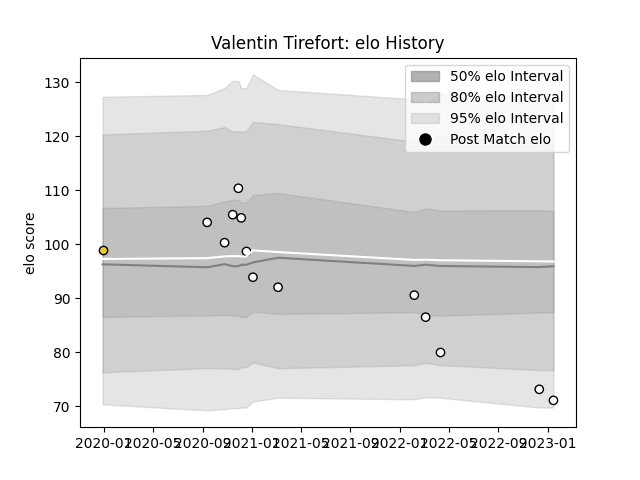 Valentin Tirefort: elo History
50% elo Interval
80% elo Interval
95% elo Interval
Post Match elo
elo score
130
120
110
100
90
80
70
2020-01 2020-05 2020-09 2021-01 2021-05 2021-09 2022-01 2022-05 2022-09 2023-01